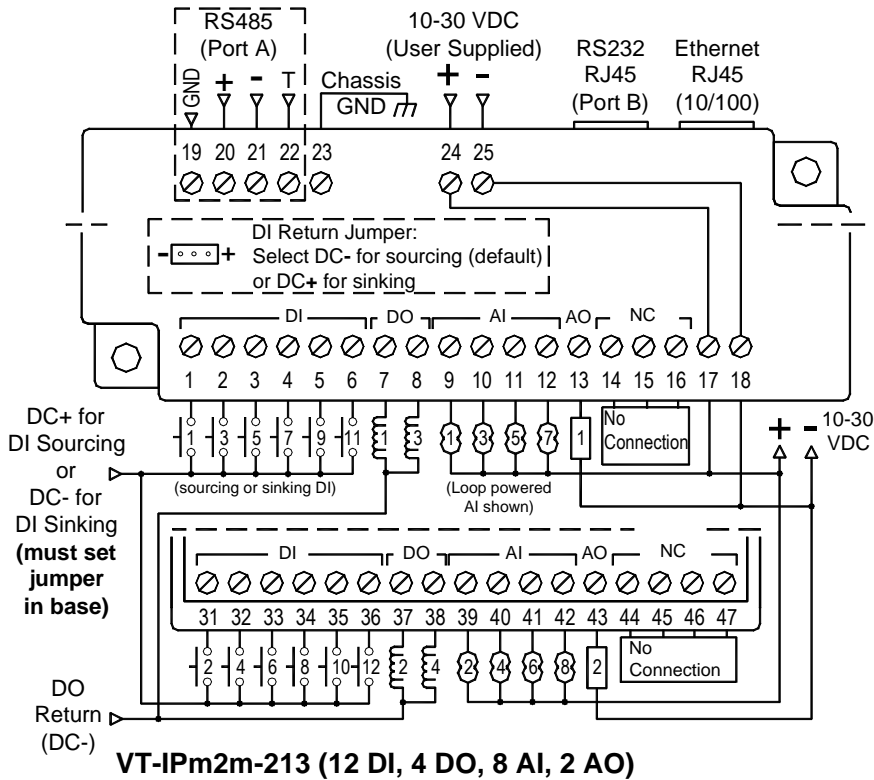 RS485
(Port A)
10-30 VDC
(User Supplied)
RS232
RJ45
(Port B)
Ethernet
RJ45
(10/100)
GND + - T
Chassis
GND
+ -
19 20 21 22 23 24 25
DI Return Jumper:
- +
Select DC- for sourcing (default)
or DC+ for sinking
DI DO AI AO NC
1 2 3 4 5 6 7 8 9 10 11 12 13 14 15 16 17 18
DC+ for
DI Sourcing
or
DC- for
DI Sinking
(must set
jumper
in base)
1 3 5 7 9 11 1 3 1 3 5 7 1
No
Connection
+ - 10-30
VDC
(sourcing or sinking DI)
(Loop powered
AI shown)
DI DO AI AO NC
31 32 33 34 35 36 37 38 39 40 41 42 43 44 45 46 47
2 4 6 8 10 12 2 4 2 4 6 8 2
No
Connection
DO
Return
(DC-)
VT-IPm2m-213 (12 DI, 4 DO, 8 AI, 2 AO)